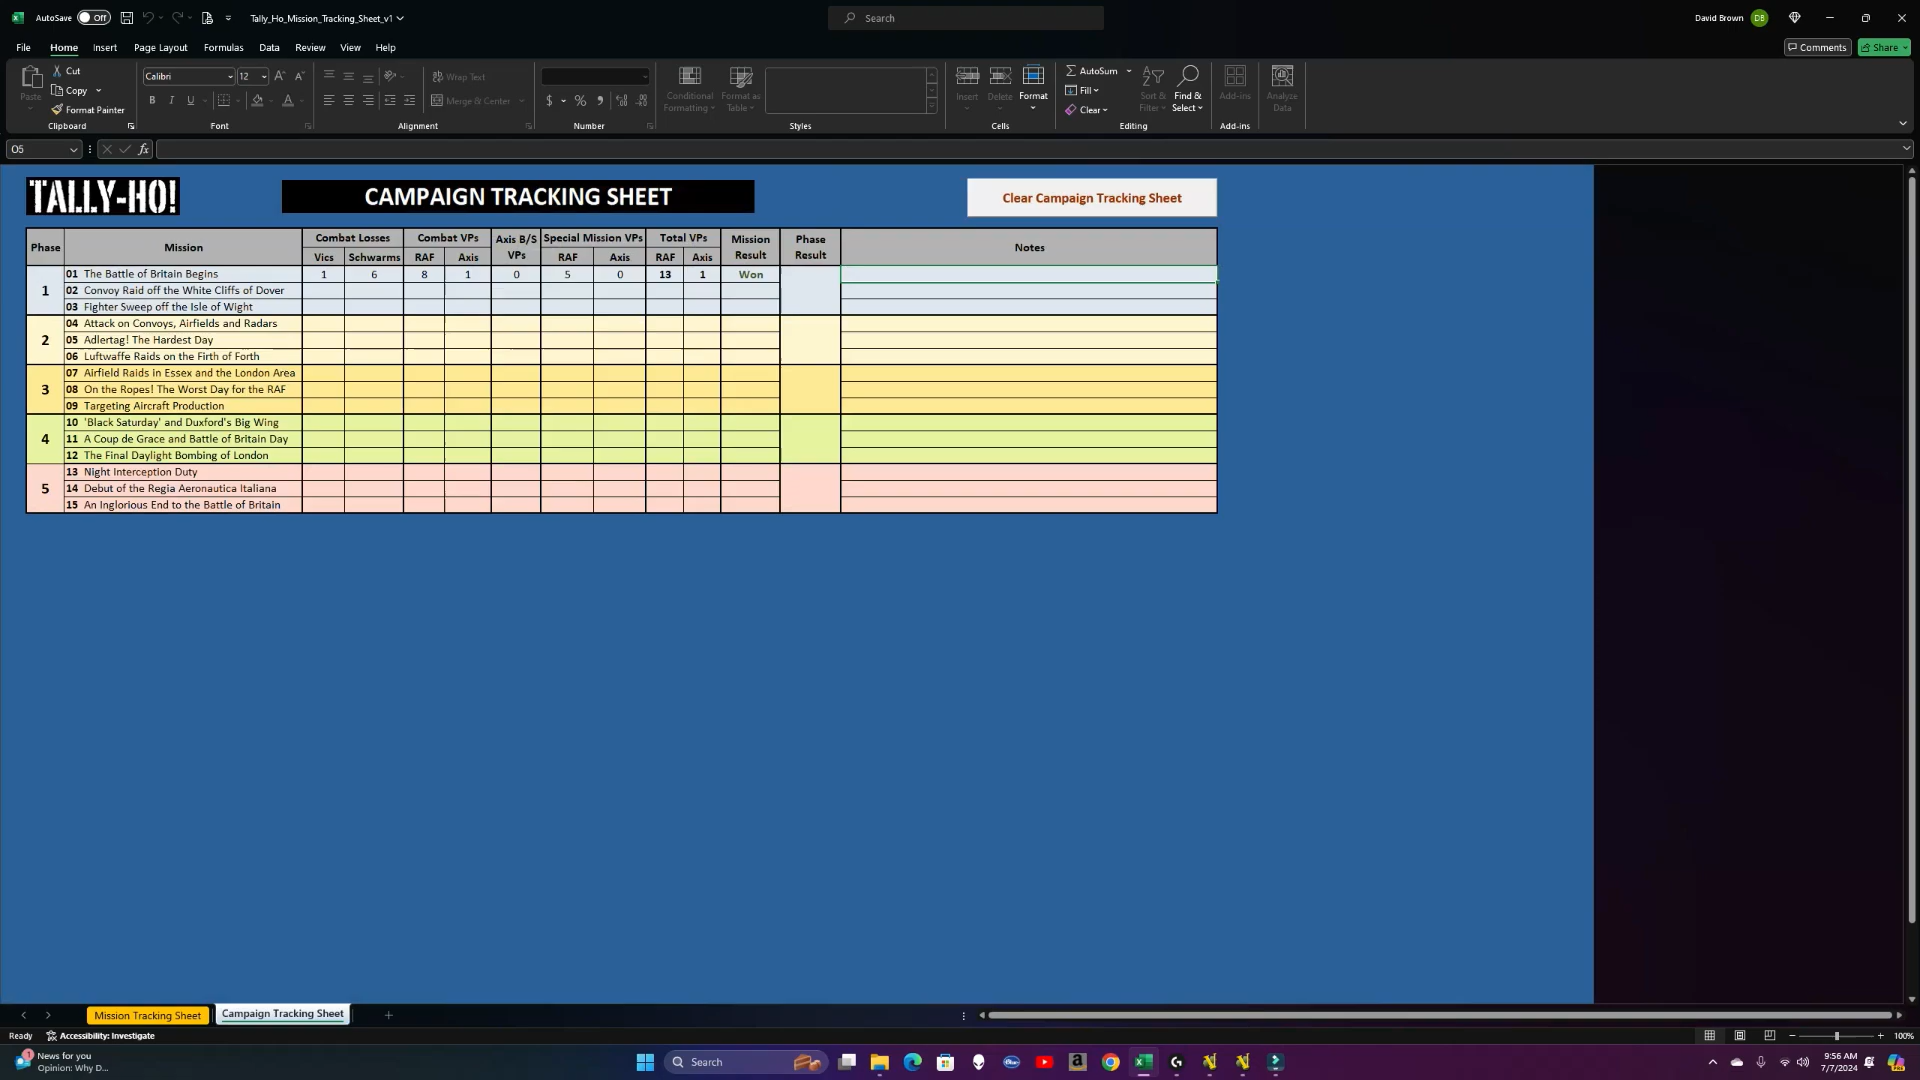 AutoSave Off Tally_Ho_Mission_Tracking_Sheet_v1 Search David Brown DB
File Home Insert Page Layout Formulas Data Review View Help Comments Share
Paste Cut Copy Format Painter Clipboard
Calibri 12 A A B I U A Font
Wrap Text Merge & Center Alignment
$ % Number
Conditional Formatting Format as Table Styles
Insert Delete Format Cells
AutoSum Fill Clear Sort & Filter Find & Select Editing
Add-ins Add-ins
Analyze Data
O5 fx
TALLY-HO! CAMPAIGN TRACKING SHEET Clear Campaign Tracking Sheet
Phase Mission Combat Losses Combat VPs Axis B/S VPs Special Mission VPs Total VPs Mission Result Phase Result Notes
Vics Schwarms RAF Axis RAF Axis RAF Axis
1
01 The Battle of Britain Begins 1 6 8 1 0 5 0 13 1 Won
02 Convoy Raid off the White Cliffs of Dover
03 Fighter Sweep off the Isle of Wight
2
04 Attack on Convoys, Airfields and Radars
05 Adlertag! The Hardest Day
06 Luftwaffe Raids on the Firth of Forth
3
07 Airfield Raids in Essex and the London Area
08 On the Ropes! The Worst Day for the RAF
09 Targeting Aircraft Production
4
10 'Black Saturday' and Duxford's Big Wing
11 A Coup de Grace and Battle of Britain Day
12 The Final Daylight Bombing of London
5
13 Night Interception Duty
14 Debut of the Regia Aeronautica Italiana
15 An Inglorious End to the Battle of Britain
Mission Tracking Sheet Campaign Tracking Sheet
Ready Accessibility: Investigate 100%
1 News for you
Opinion: Why D...
Search
9:56 AM
7/7/2024